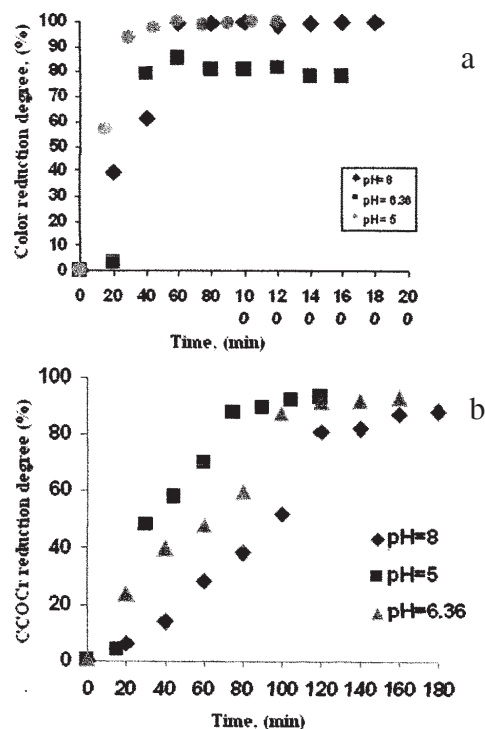 a
Color reduction degree, (%)
100
90
80
70
60
50
40
30
20
10
0
◆ pH= 8
■ pH= 6.36
● pH= 5
0 20 40 60 80 10 12 14 16 18 20
0 0 0 0 0 0
Time, (min)
b
CCOCr reduction degree (%)
100
80
60
40
20
0
◆ pH=8
■ pH=5
▲ pH=6.36
0 20 40 60 80 100 120 140 160 180
Time, (min)